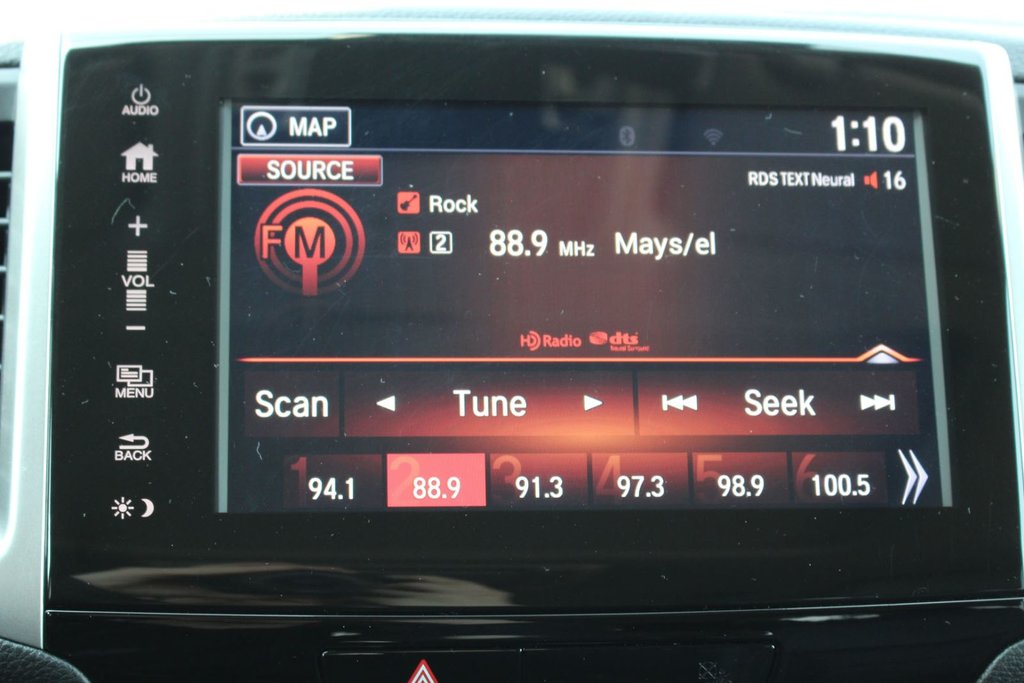 AUDIO
MAP
1:10
HOME
SOURCE
RDS TEXT Neural 16
FM
Rock
2 88.9 MHz Mays/el
+
VOL
−
HD Radio dts Neural Surround
MENU
Scan Tune Seek
BACK
1 94.1 2 88.9 3 91.3 4 97.3 5 98.9 6 100.5